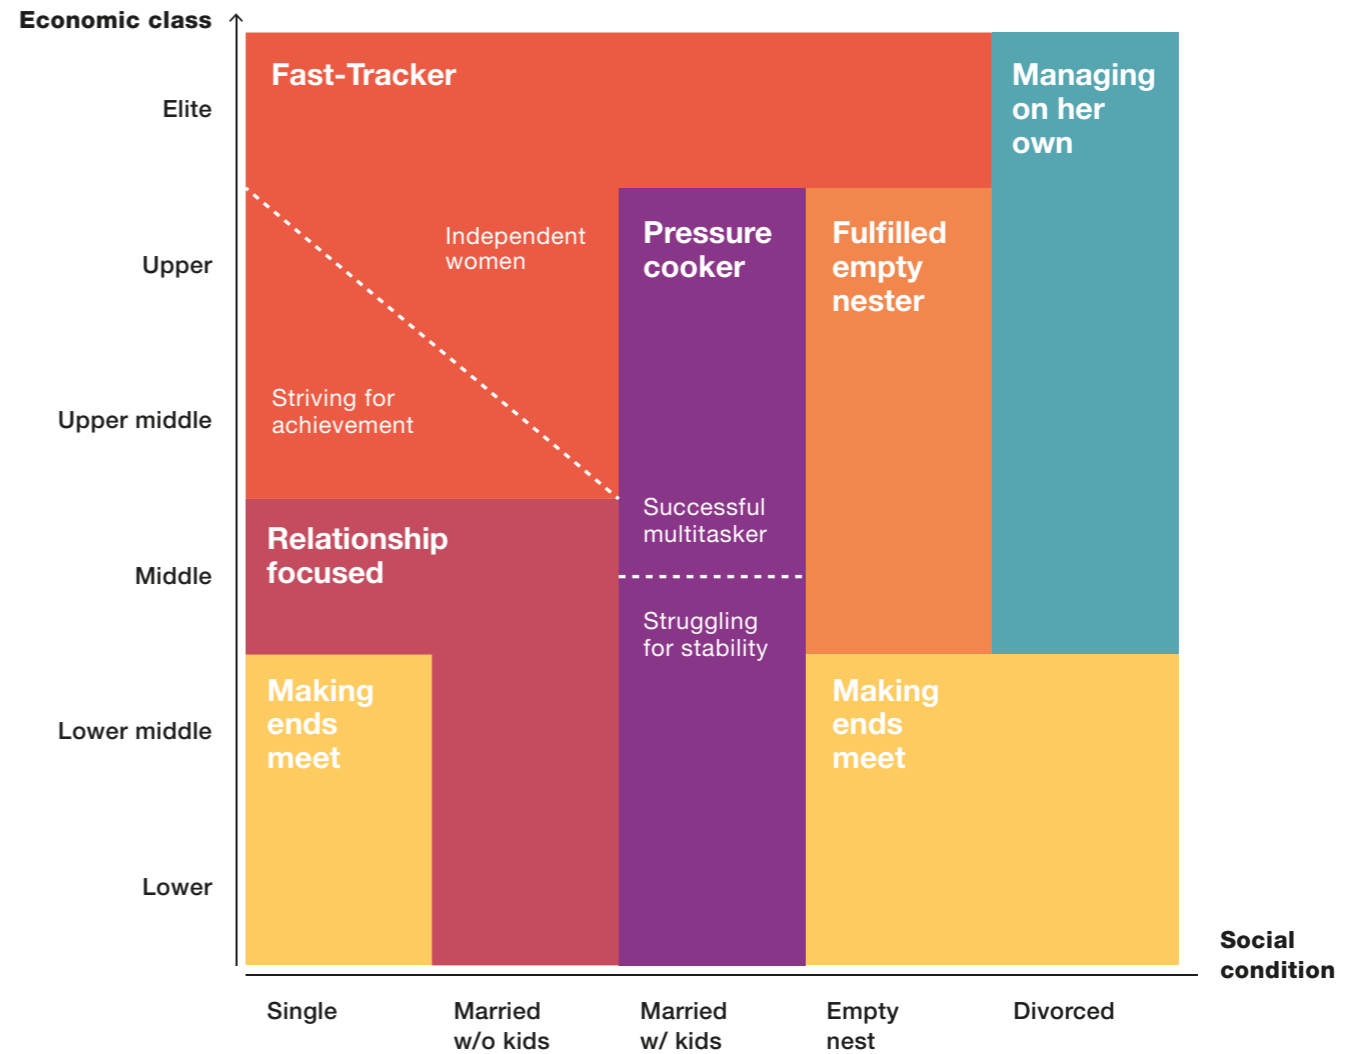 Economic class
Elite
Upper
Upper middle
Middle
Lower middle
Lower
Fast-Tracker
Independent
women
Striving for
achievement
Managing
on her
own
Pressure
cooker
Successful
multitasker
Struggling
for stability
Fulfilled
empty
nester
Relationship
focused
Making
ends
meet
Making
ends
meet
Social
condition
Single
Married
w/o kids
Married
w/ kids
Empty
nest
Divorced